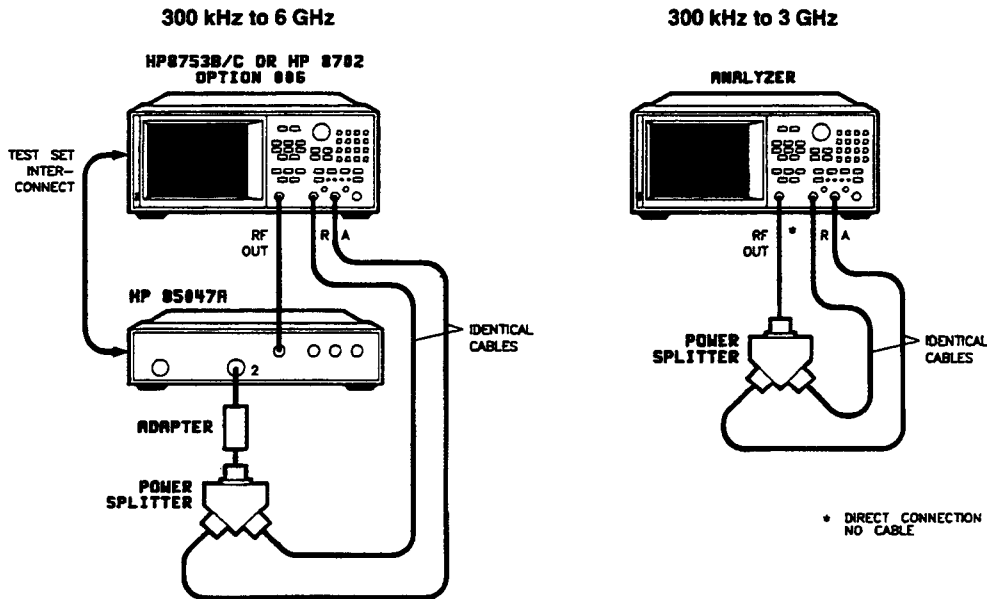 300 kHz to 6 GHz
HP8753B/C OR HP 8702
OPTION 006
TEST SET
INTER-
CONNECT
RF
OUT
R
A
HP 85047A
2
IDENTICAL
CABLES
ADAPTER
POWER
SPLITTER
300 kHz to 3 GHz
ANALYZER
RF
OUT
*
R
A
POWER
SPLITTER
IDENTICAL
CABLES
* DIRECT CONNECTION
NO CABLE